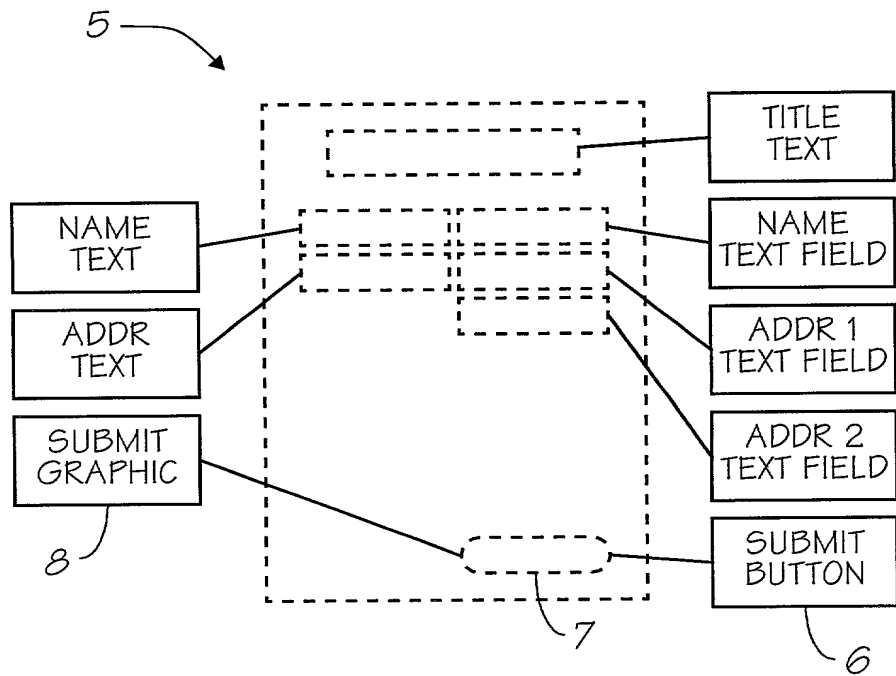 5
TITLE
TEXT
NAME
TEXT
NAME
TEXT FIELD
ADDR
TEXT
ADDR 1
TEXT FIELD
SUBMIT
GRAPHIC
ADDR 2
TEXT FIELD
SUBMIT
BUTTON
8
7
6